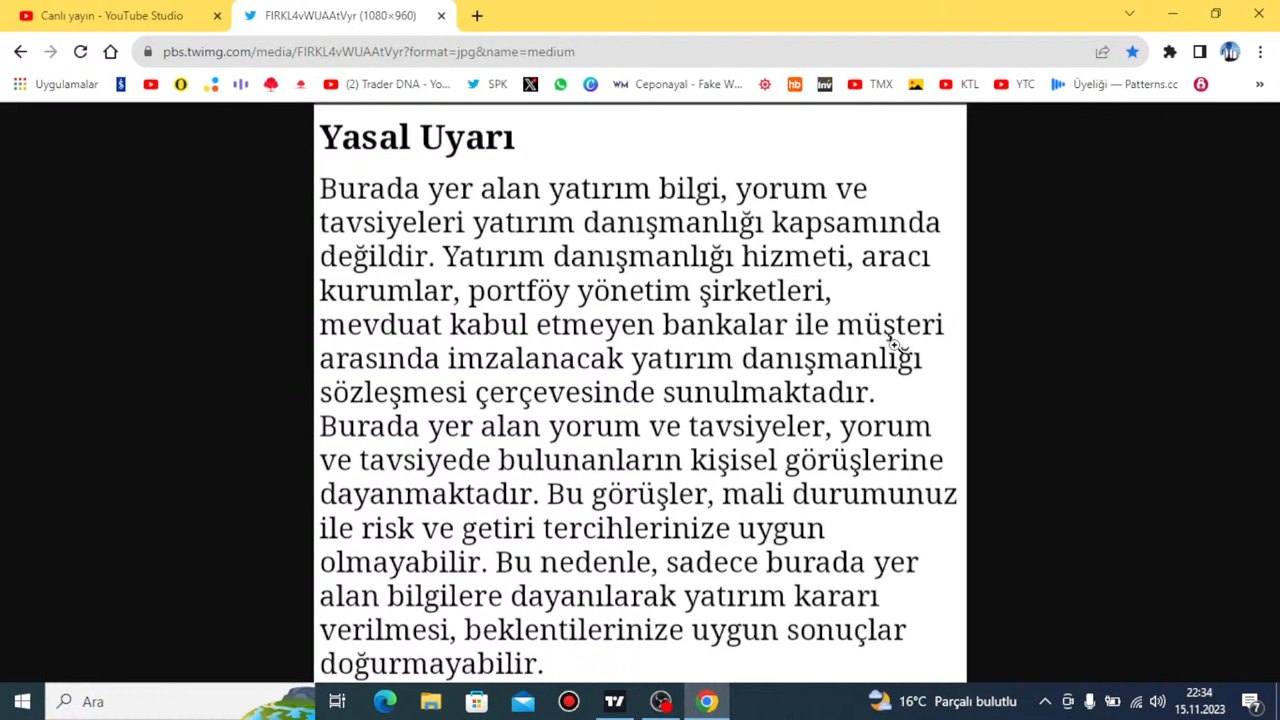 Canlı yayın - YouTube Studio
FIRKL4vWUAAtVyr (1080×960)
pbs.twimg.com/media/FIRKL4vWUAAtVyr?format=jpg&name=medium
Uygulamalar
(2) Trader DNA - Yo...
SPK
WM Ceponayal - Fake W...
hb
Inv
TMX
KTL
YTC
Üyeliği — Patterns.cc
»
Yasal Uyarı
Burada yer alan yatırım bilgi, yorum ve
tavsiyeleri yatırım danışmanlığı kapsamında
değildir. Yatırım danışmanlığı hizmeti, aracı
kurumlar, portföy yönetim şirketleri,
mevduat kabul etmeyen bankalar ile müşteri
arasında imzalanacak yatırım danışmanlığı
sözleşmesi çerçevesinde sunulmaktadır.
Burada yer alan yorum ve tavsiyeler, yorum
ve tavsiyede bulunanların kişisel görüşlerine
dayanmaktadır. Bu görüşler, mali durumunuz
ile risk ve getiri tercihlerinize uygun
olmayabilir. Bu nedenle, sadece burada yer
alan bilgilere dayanılarak yatırım kararı
verilmesi, beklentilerinize uygun sonuçlar
doğurmayabilir.
Ara
16°C Parçalı bulutlu
22:34
15.11.2023
7